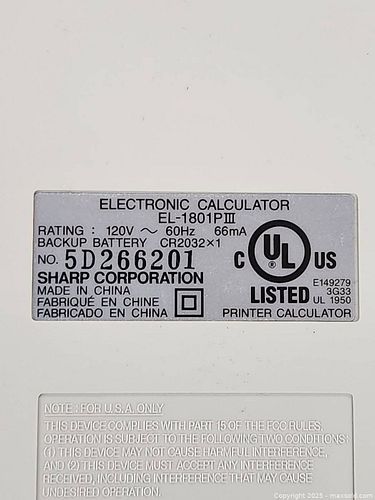 ELECTRONIC CALCULATOR
EL-1801PIII
RATING : 120V ～ 60Hz 66mA
BACKUP BATTERY CR2032×1
NO. 5D266201
SHARP CORPORATION
MADE IN CHINA
FABRIQUÉ EN CHINE
FABRICADO EN CHINA
C UL ® US
LISTED
E149279
3G33
UL 1950
PRINTER CALCULATOR
NOTE : FOR U.S.A. ONLY
THIS DEVICE COMPLIES WITH PART 15 OF THE FCC RULES.
OPERATION IS SUBJECT TO THE FOLLOWING TWO CONDITIONS:
(1) THIS DEVICE MAY NOT CAUSE HARMFUL INTERFERENCE,
AND (2) THIS DEVICE MUST ACCEPT ANY INTERFERENCE
RECEIVED, INCLUDING INTERFERENCE THAT MAY CAUSE
UNDESIRED OPERATION.
Copyright 2025 - maxsold.com